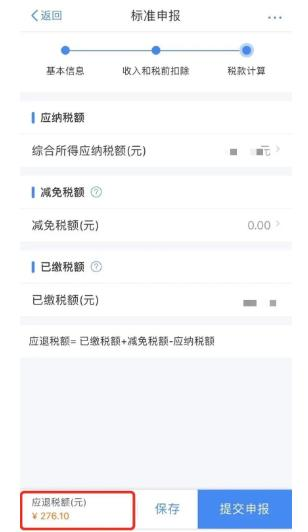 返回 标准申报 ...
基本信息 收入和税前扣除 税款计算
应纳税额
综合所得应纳税额(元) 元
减免税额
减免税额(元) 0.00
已缴税额
已缴税额(元)
应退税额= 已缴税额+减免税额-应纳税额
应退税额(元)
¥ 276.10
保存 提交申报